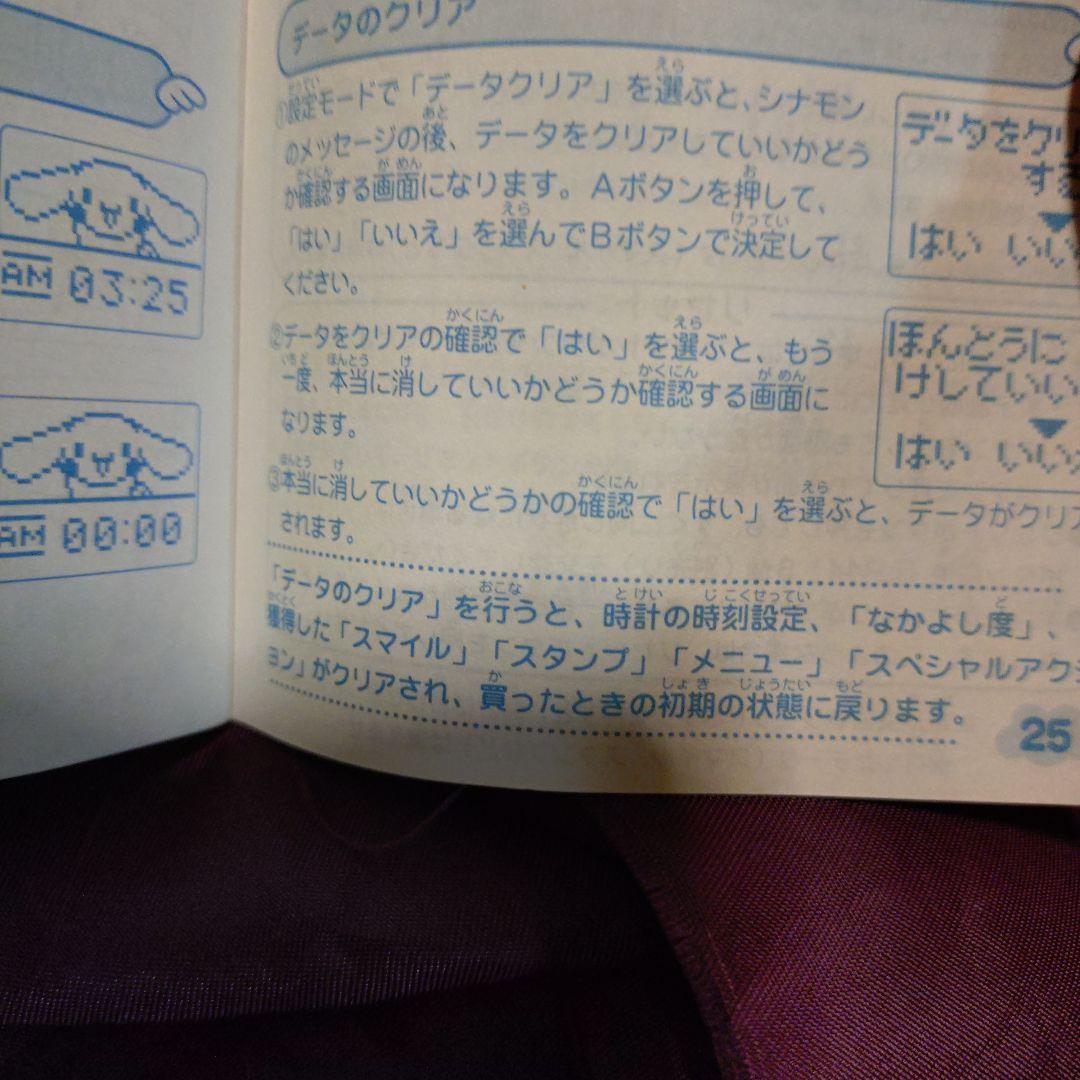 AM 03:25
AM 00:00
データのクリア
①設定モードで「データクリア」を選ぶと、シナモン
のメッセージの後、データをクリアしていいかどう
か確認する画面になります。Aボタンを押して、
「はい」「いいえ」を選んでBボタンで決定して
ください。
データをクリ
する
はい いい
②データをクリアの確認で「はい」を選ぶと、もう
一度、本当に消していいかどうか確認する画面に
なります。
ほんとうに
けしていい
はい いいえ
③本当に消していいかどうかの確認で「はい」を選ぶと、データがクリア
されます。
「データのクリア」を行うと、時計の時刻設定、「なかよし度」、
獲得した「スマイル」「スタンプ」「メニュー」「スペシャルアクシ
ョン」がクリアされ、買ったときの初期の状態に戻ります。
25